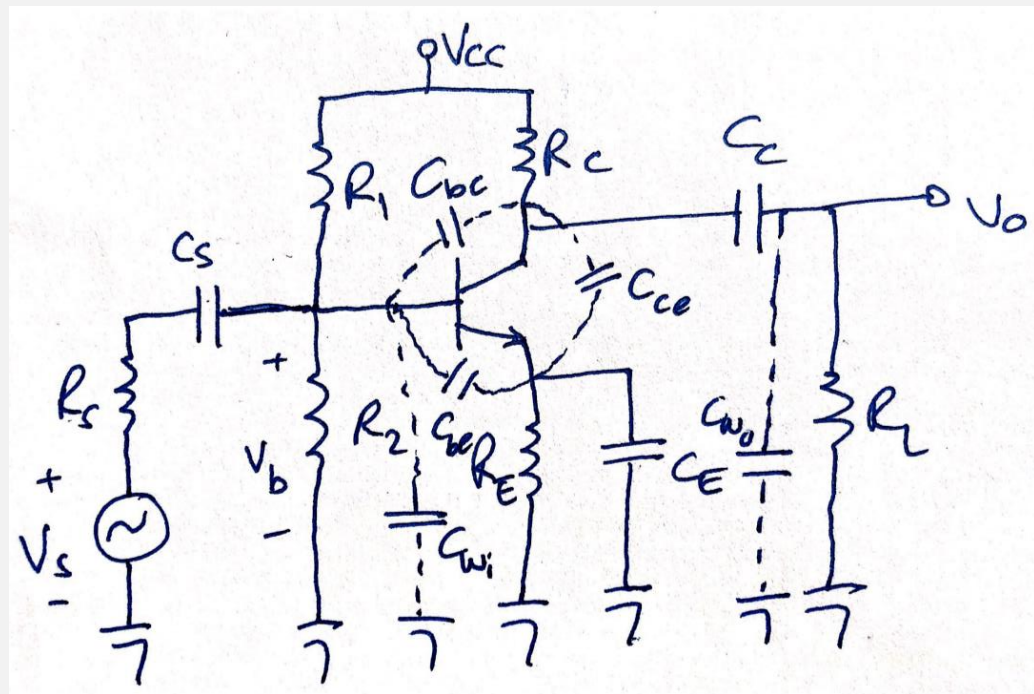 Vcc
Rc
Cc
R1
Cbc
Vo
Cs
Cce
+
Rs
R2
Cbe
RE
CE
Cwo
RL
Vb
+
Vs
-
-
Cwi